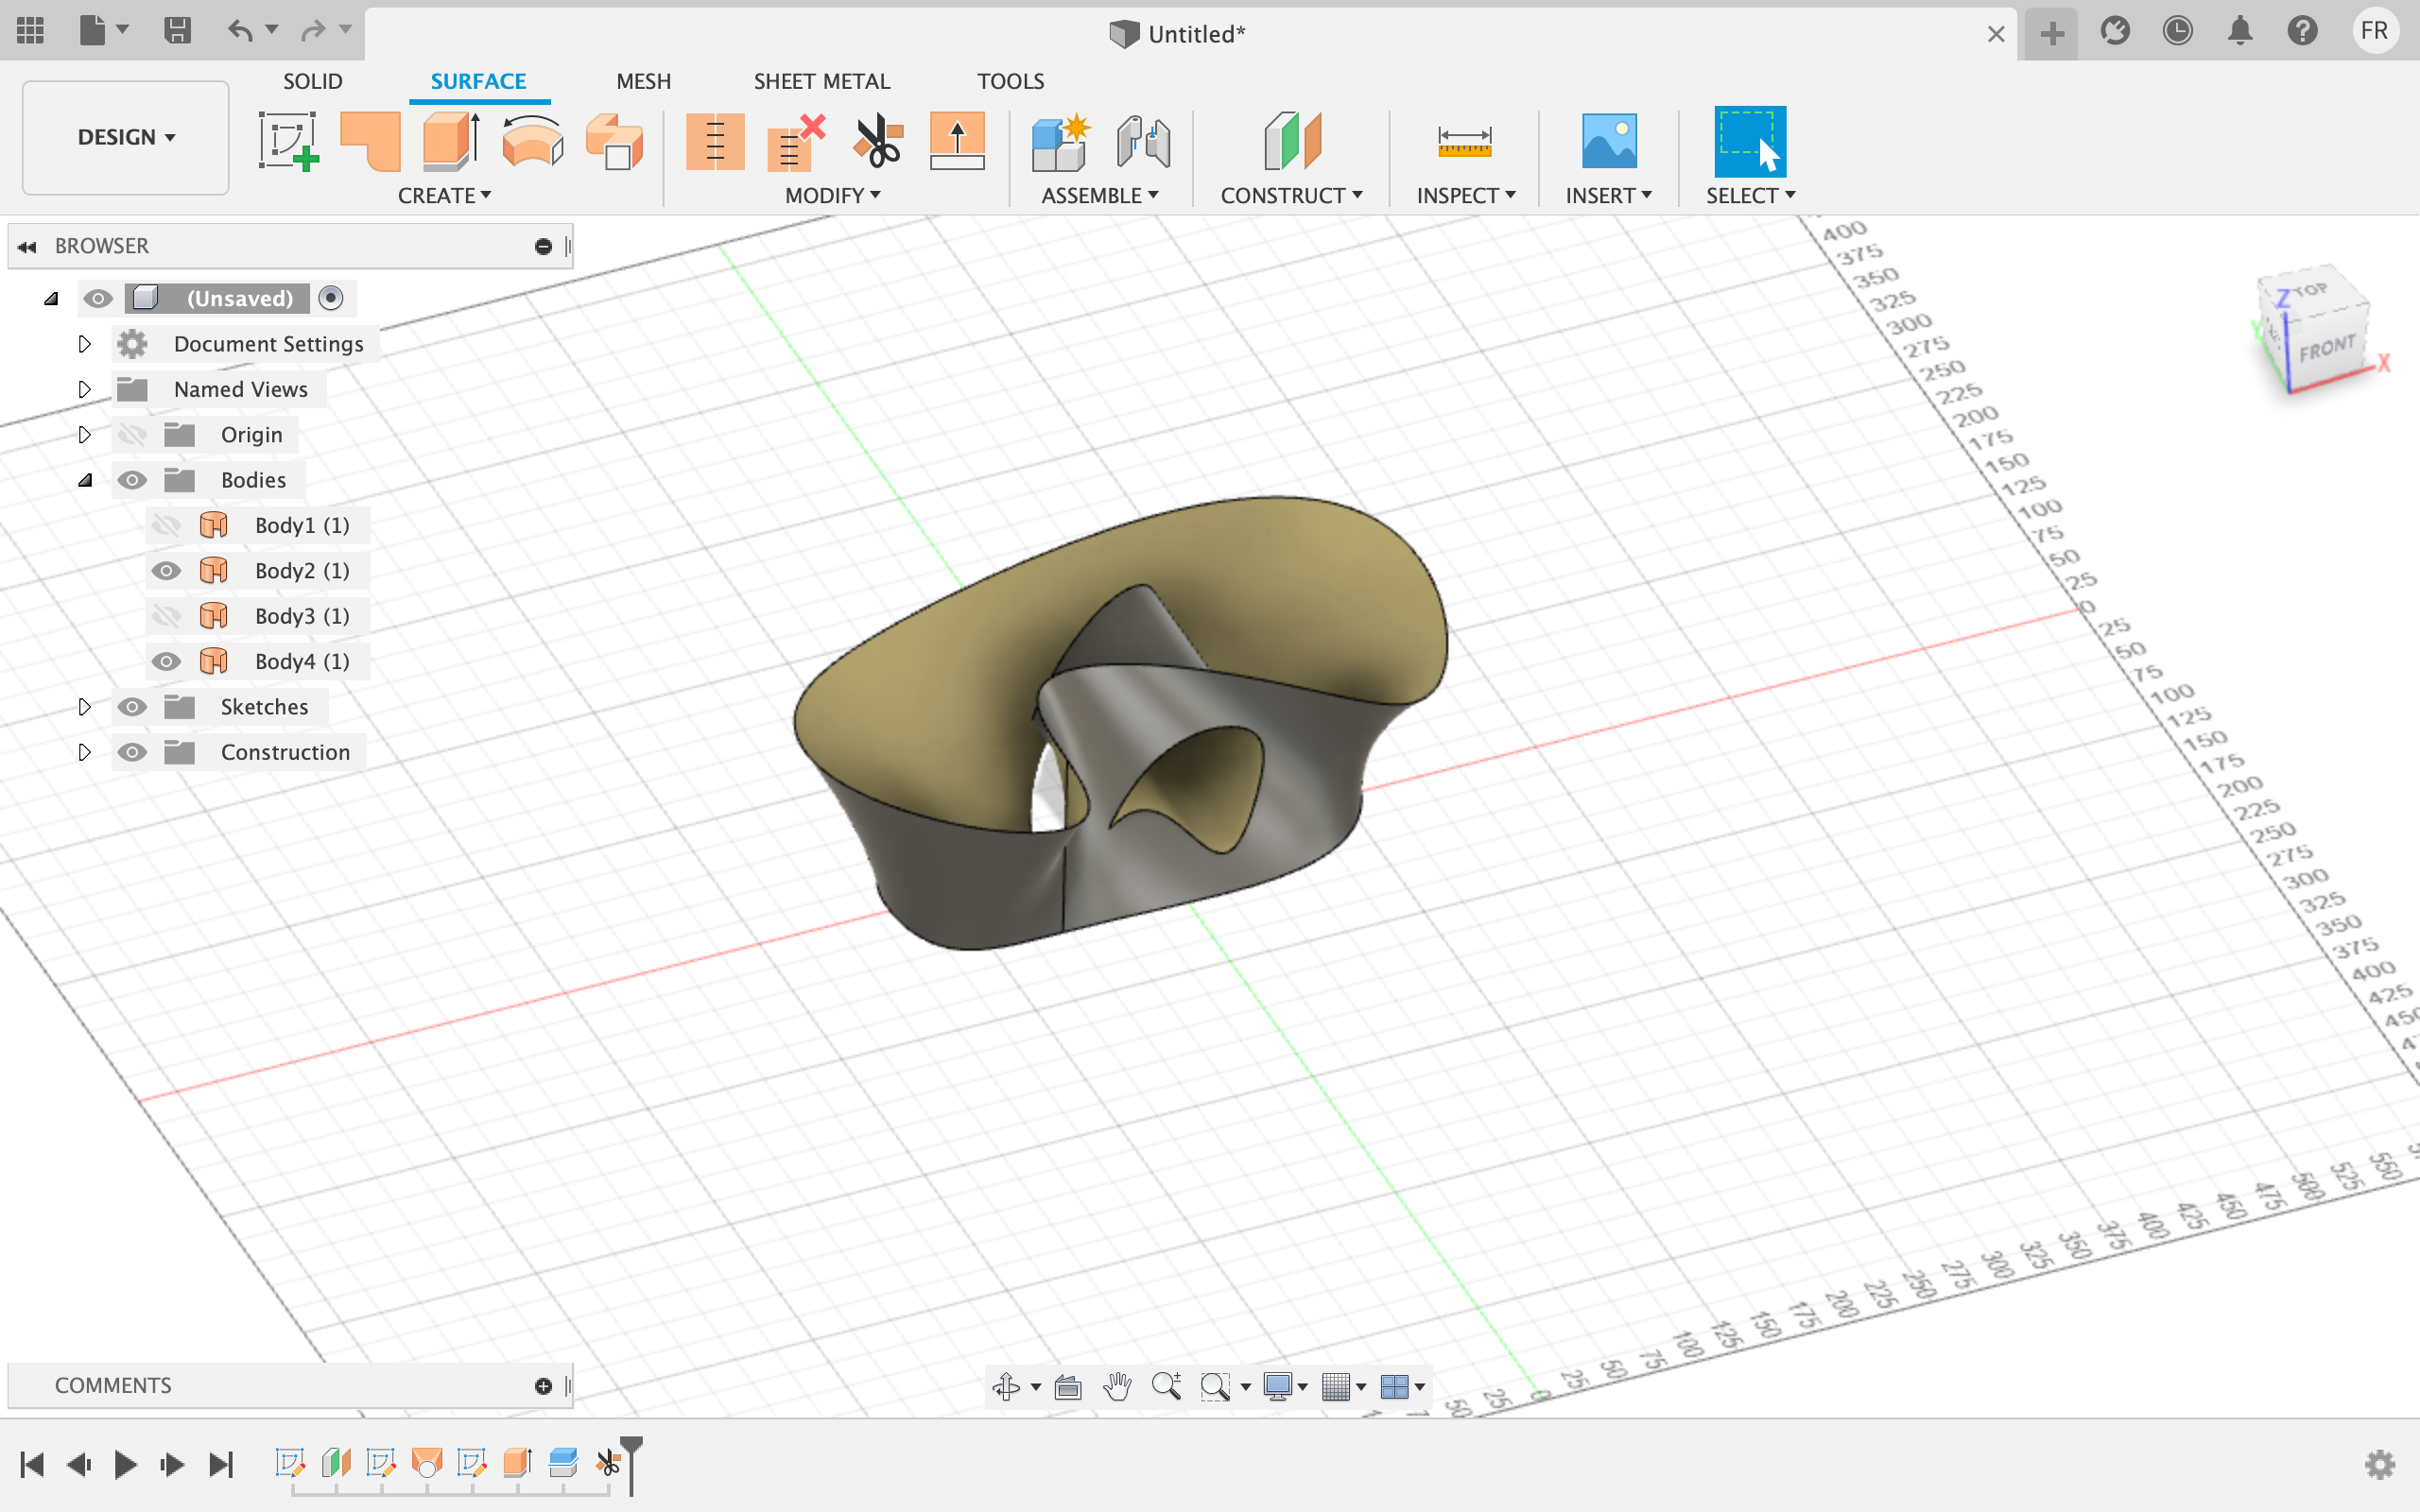 Untitled*
FR
DESIGN
SOLID
SURFACE
MESH
SHEET METAL
TOOLS
CREATE
MODIFY
ASSEMBLE
CONSTRUCT
INSPECT
INSERT
SELECT
BROWSER
(Unsaved)
Document Settings
Named Views
Origin
Bodies
Body1 (1)
Body2 (1)
Body3 (1)
Body4 (1)
Sketches
Construction
400
375
350
325
300
275
250
225
200
175
150
125
100
75
50
25
0
25
50
75
100
125
150
175
200
225
250
275
300
325
350
375
400
425
TOP
FRONT
Z
Y
X
50
25
0
25
50
75
100
125
150
175
200
225
250
275
300
325
350
375
400
425
450
475
500
525
550
COMMENTS